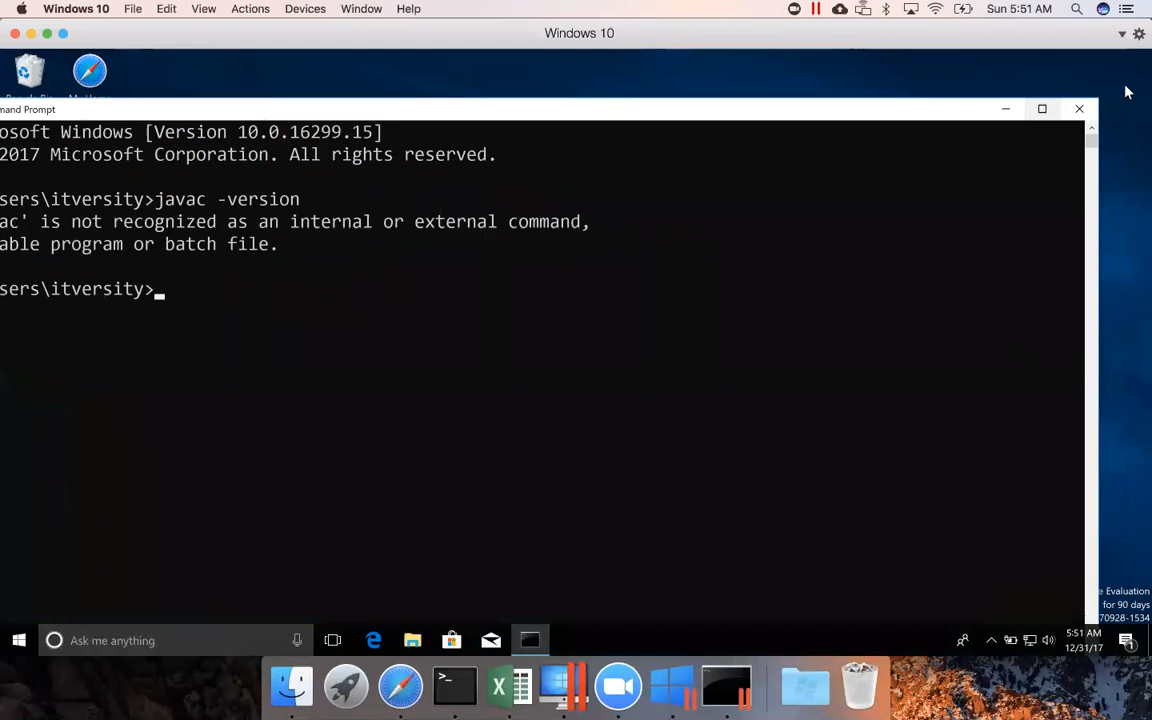 Windows 10 File Edit View Actions Devices Window Help Sun 5:51 AM
Windows 10
mand Prompt
osoft Windows [Version 10.0.16299.15]
2017 Microsoft Corporation. All rights reserved.
sers\itversity>javac -version
ac' is not recognized as an internal or external command,
able program or batch file.
sers\itversity>
e Evaluation
for 90 days
70928-1534
Ask me anything
5:51 AM
12/31/17
1